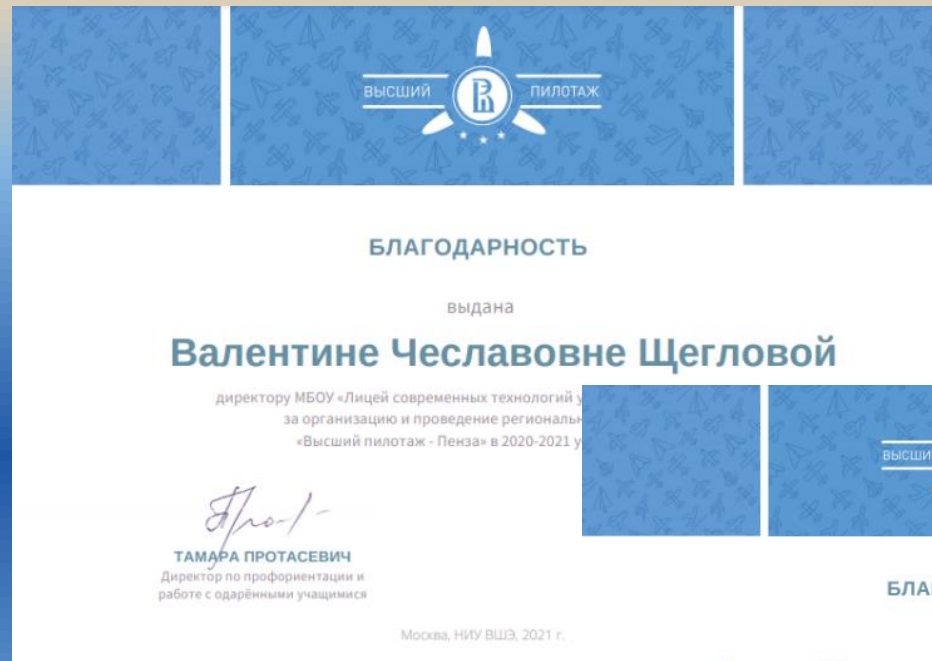 ВЫСШИЙ ПИЛОТАЖ
БЛАГОДАРНОСТЬ
выдана
Валентине Чеславовне Щегловой
директору МБОУ «Лицей современных технологий
за организацию и проведение
«Высший пилотаж - Пенза» в 2020-2021
ТАМАРА ПРОТАСЕВИЧ
Директор по профориентации и
работе с одарёнными учащимися
Москва, НИУ ВШЭ, 2021 г.